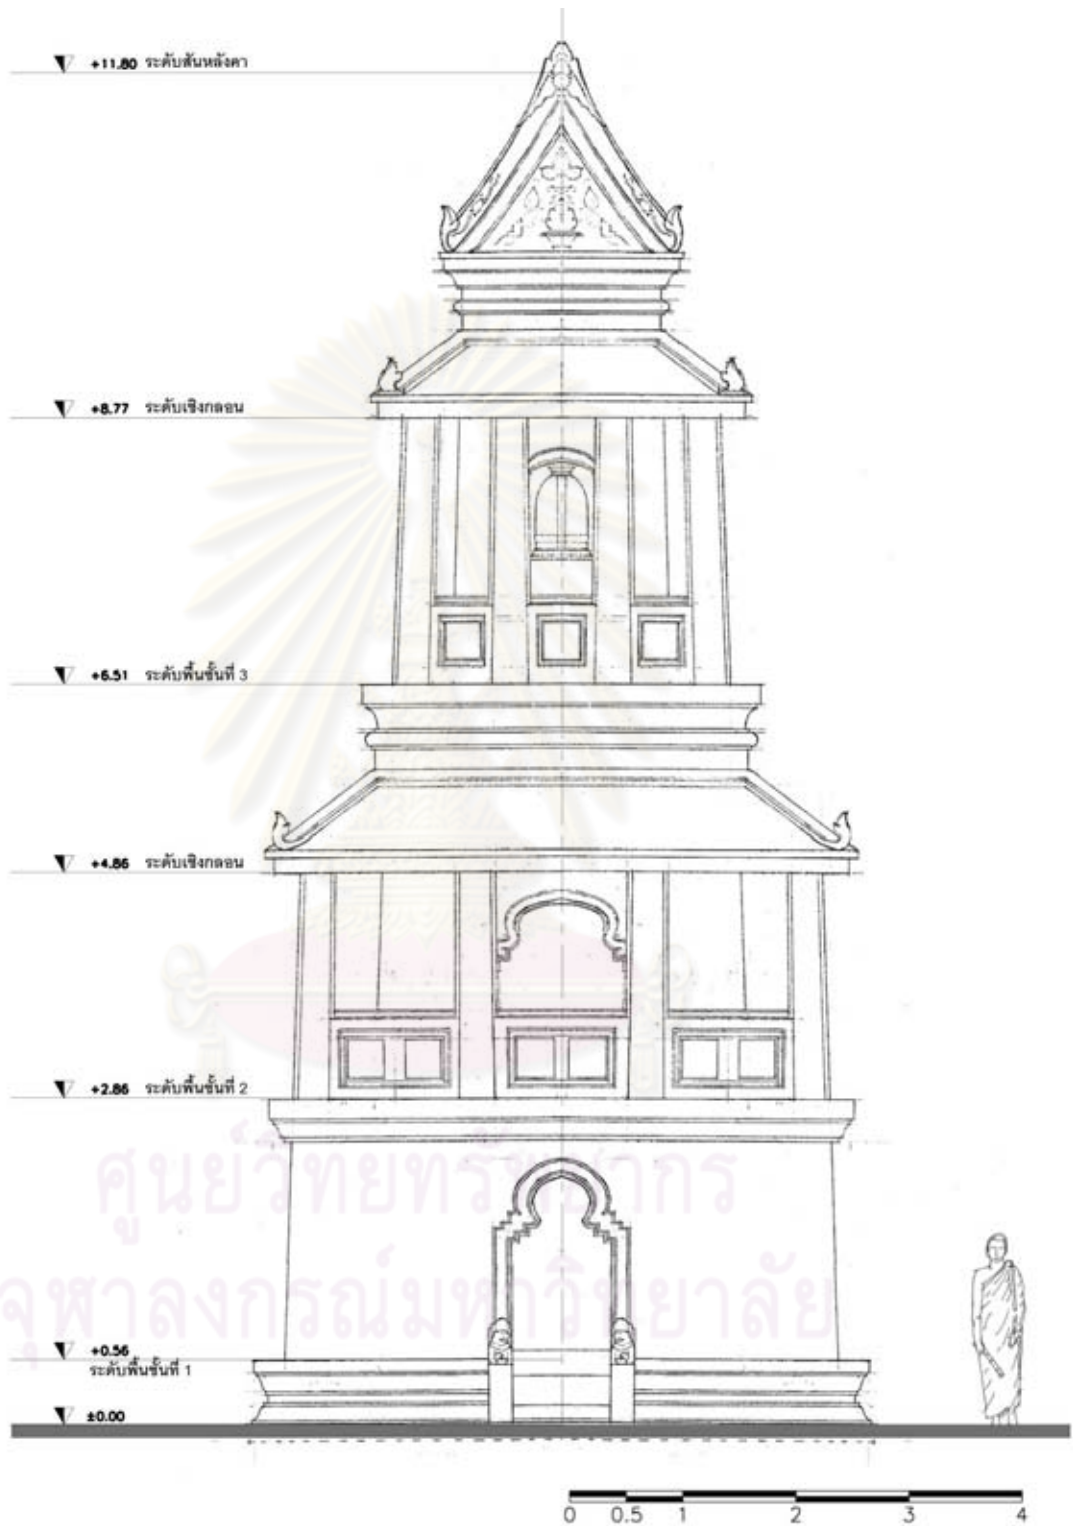 +11.80 ระดับสันหลังคา
+8.77 ระดับเชิงกลอน
+6.51 ระดับพื้นชั้นที่ 3
+4.86 ระดับเชิงกลอน
+2.86 ระดับพื้นชั้นที่ 2
ศูนย์วิทยทรัพยากร
จุฬาลงกรณ์มหาวิทยาลัย
+0.56
ระดับพื้นชั้นที่ 1
±0.00
0 0.5 1 2 3 4